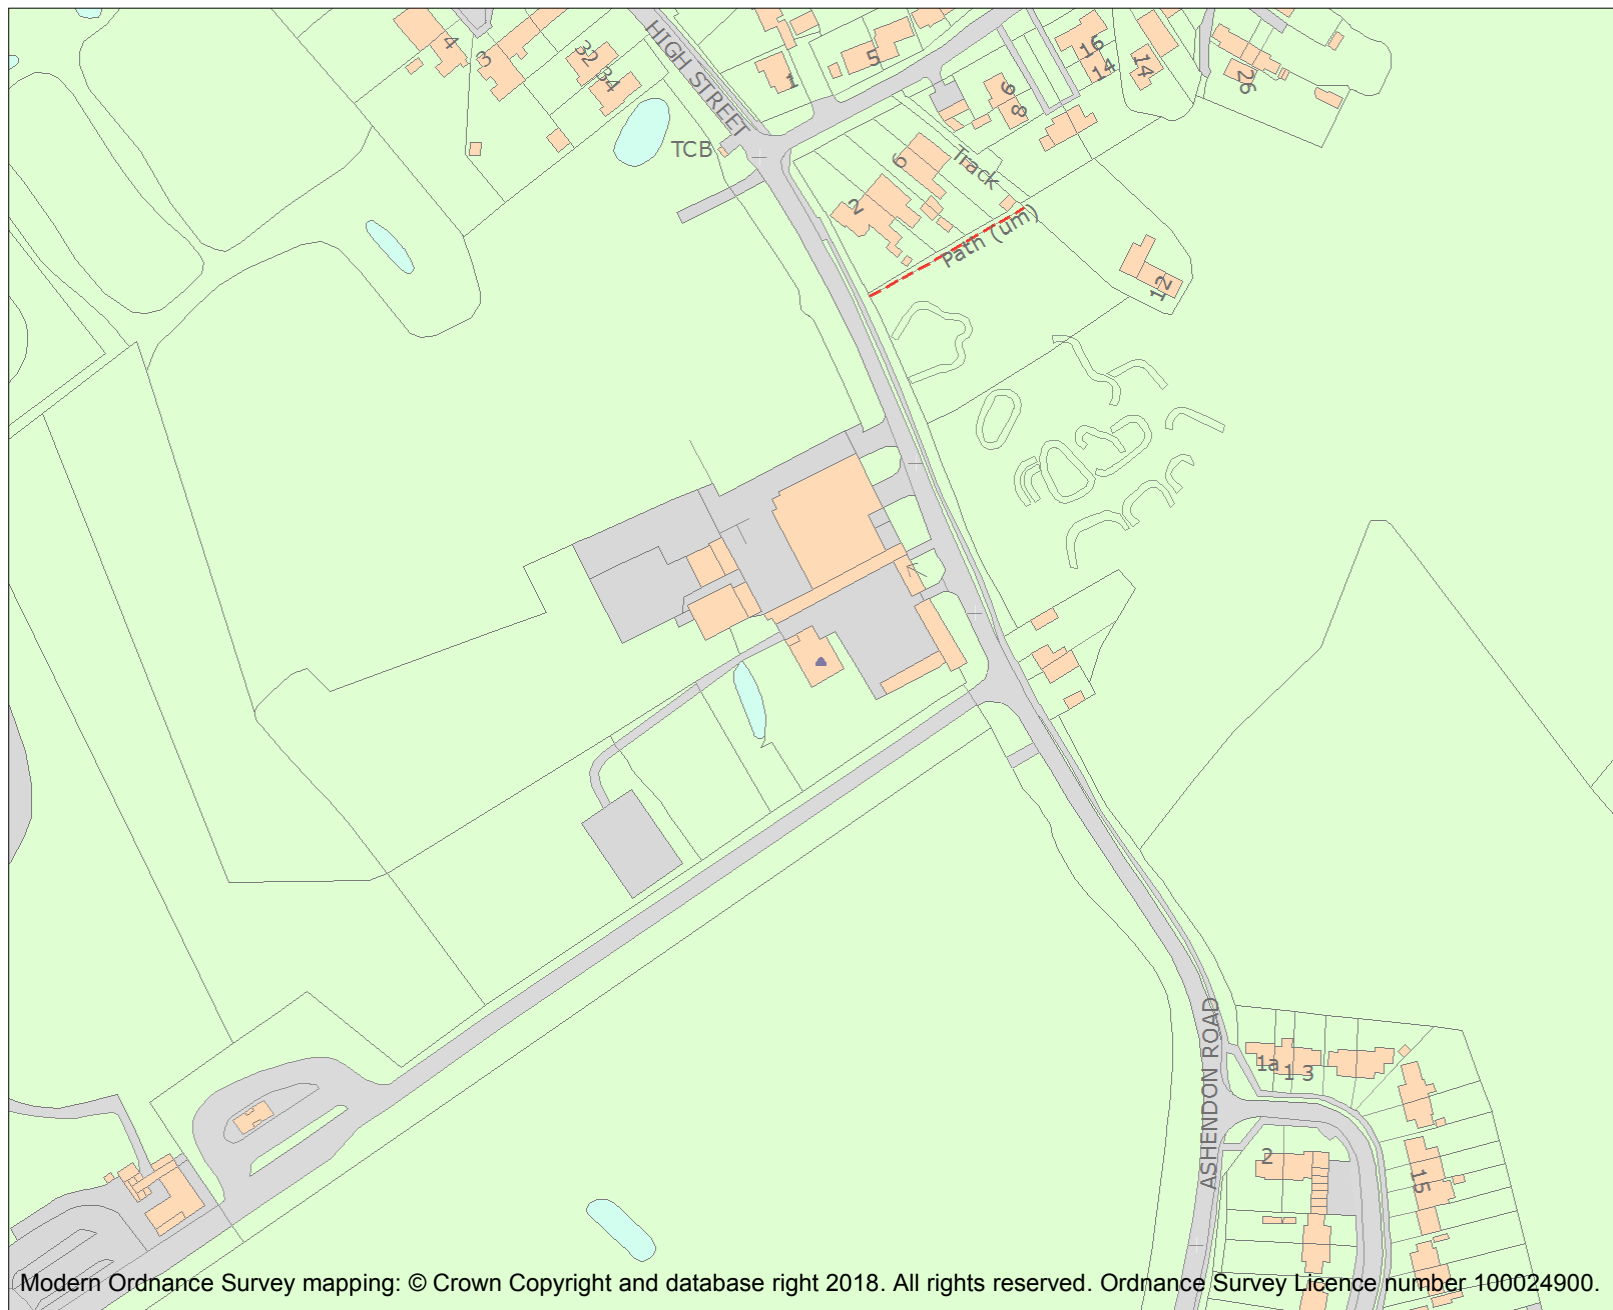 4
3
32
34
HIGH STREET
TCB
1
5
16
14
14
26
6
8
6
2
Track
Path (um)
12
1a
1
3
ASHENDON ROAD
2
15
Modern Ordnance Survey mapping: © Crown Copyright and database right 2018. All rights reserved. Ordnance Survey Licence number 100024900.